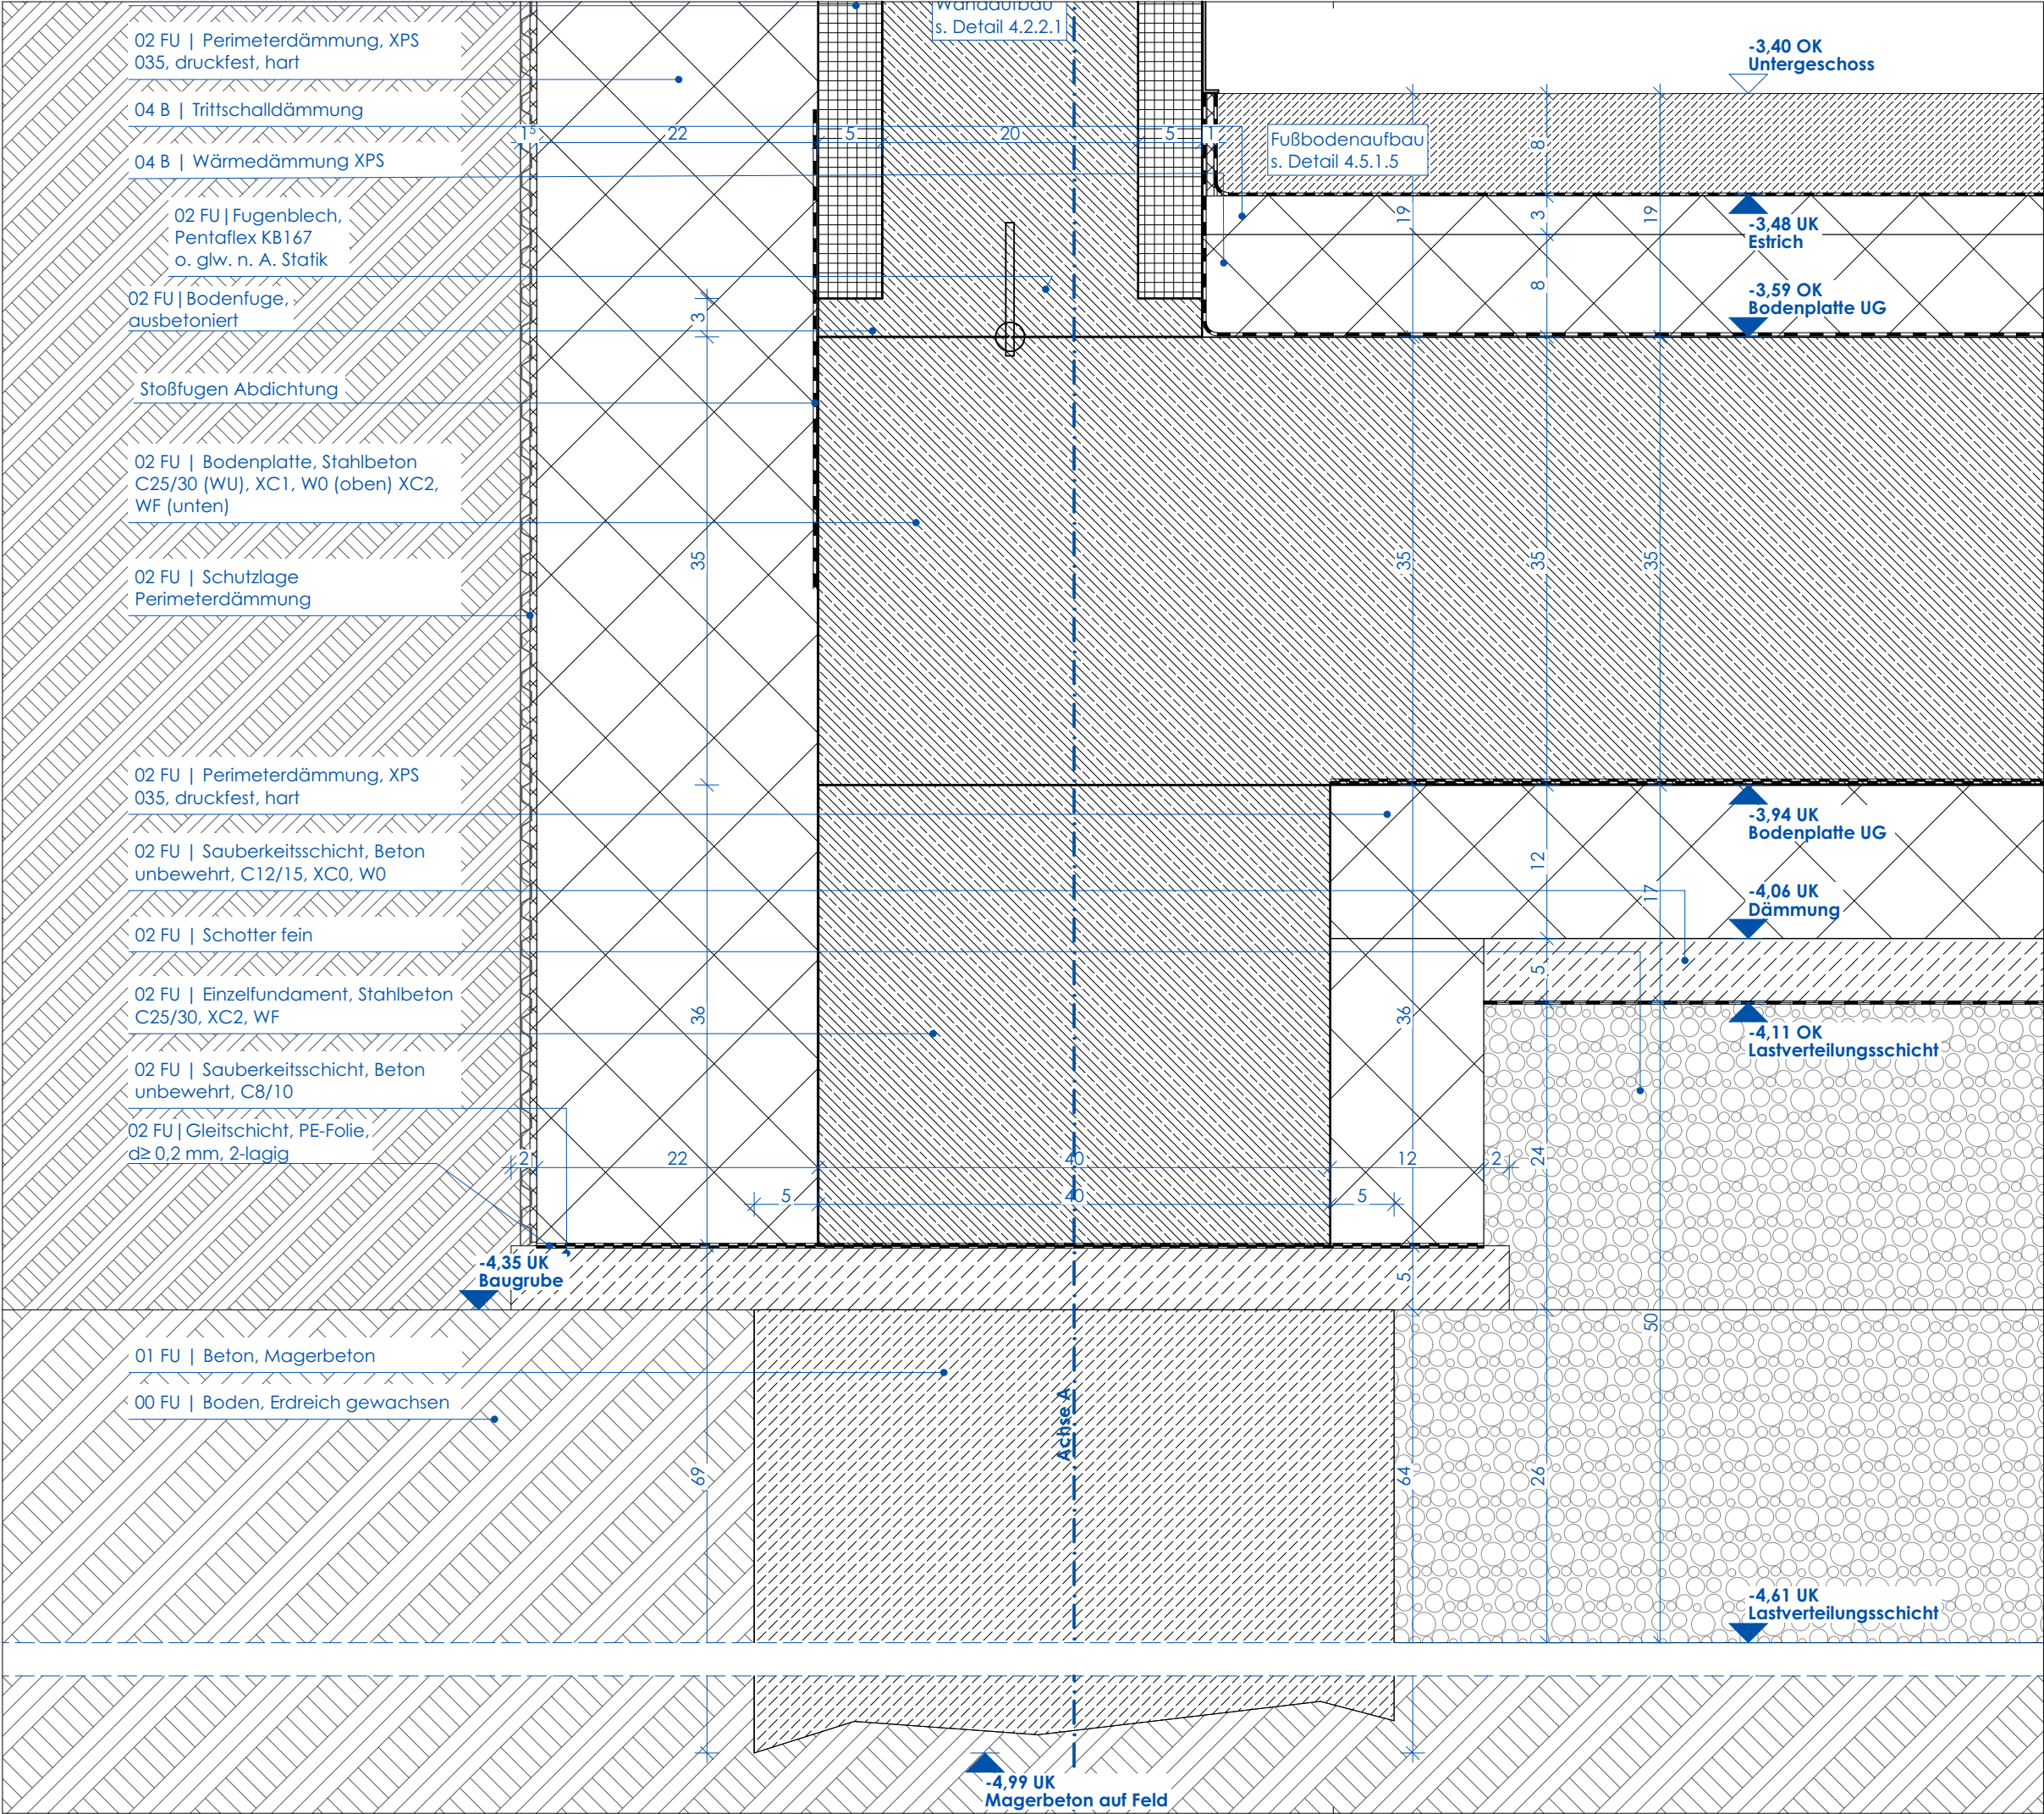 Wandaufbau
s. Detail 4.2.2.1
02 FU | Perimeterdämmung, XPS
035, druckfest, hart
04 B | Trittschalldämmung
04 B | Wärmedämmung XPS
02 FU|Fugenblech,
Pentaflex KB167
o. glw. n. A. Statik
02 FU|Bodenfuge,
ausbetoniert
Stoßfugen Abdichtung
02 FU | Bodenplatte, Stahlbeton
C25/30 (WU), XC1, W0 (oben) XC2,
WF (unten)
02 FU | Schutzlage
Perimeterdämmung
02 FU | Perimeterdämmung, XPS
035, druckfest, hart
02 FU | Sauberkeitsschicht, Beton
unbewehrt, C12/15, XC0, W0
02 FU | Schotter fein
02 FU | Einzelfundament, Stahlbeton
C25/30, XC2, WF
02 FU | Sauberkeitsschicht, Beton
unbewehrt, C8/10
02 FU|Gleitschicht, PE-Folie,
d≥ 0,2 mm, 2-lagig
-4,35 UK
Baugrube
01 FU | Beton, Magerbeton
00 FU | Boden, Erdreich gewachsen
1⁵ 22 5 20 5 1
Fußbodenaufbau
s. Detail 4.5.1.5
3
35
36
69
2 22 40 12 2
5 40 5
Achse A
19
35
36
5
64
8
3
8
35
12
5
24
26
19
35
17
50
-3,40 OK
Untergeschoss
-3,48 UK
Estrich
-3,59 OK
Bodenplatte UG
-3,94 UK
Bodenplatte UG
-4,06 UK
Dämmung
-4,11 OK
Lastverteilungsschicht
-4,61 UK
Lastverteilungsschicht
-4,99 UK
Magerbeton auf Feld